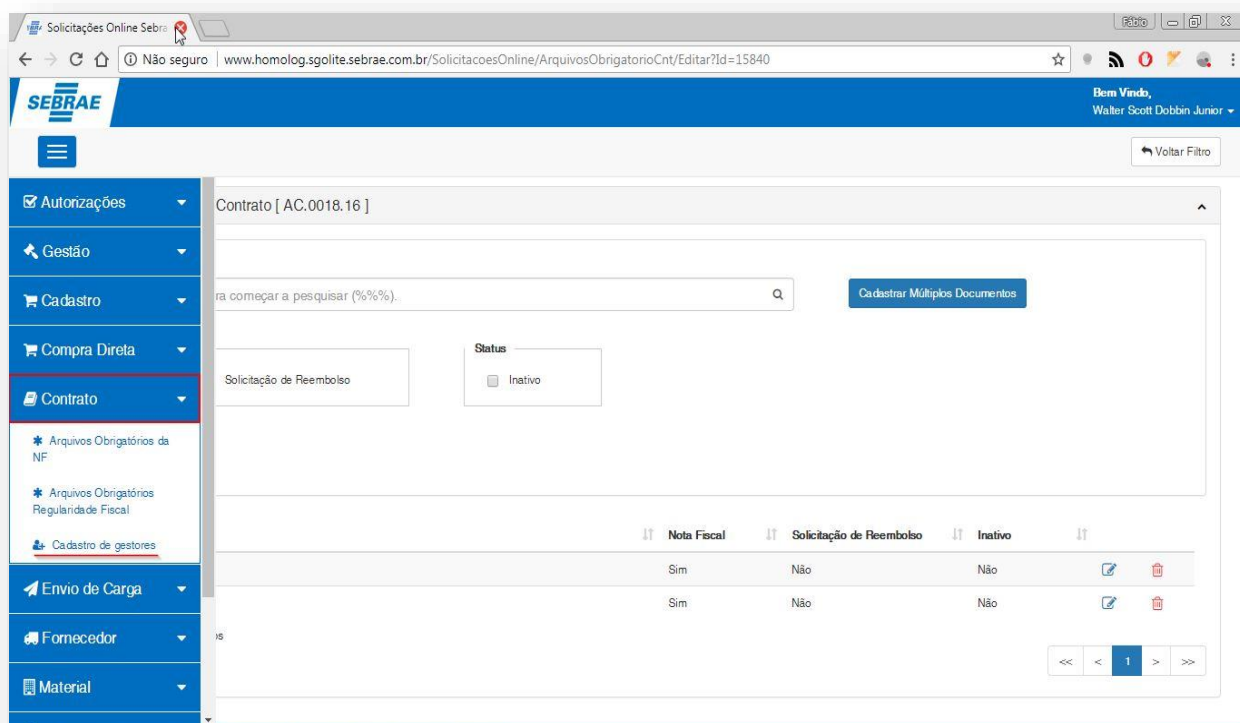 Solicitações Online Sebra
Fábio
Não seguro | www.homolog.sgolite.sebrae.com.br/SolicitacoesOnline/ArquivosObrigatorioCnt/Editar?Id=15840
SEBRAE
Bem Vindo,
Walter Scott Dobbin Junior
Voltar Filtro
Autorizações
Contrato [ AC.0018.16 ]
Gestão
Cadastro
ra começar a pesquisar (%%%).
Cadastrar Múltiplos Documentos
Compra Direta
Status
Solicitação de Reembolso
Inativo
Contrato
Arquivos Obrigatórios da
NF
Arquivos Obrigatórios
Regularidade Fiscal
Cadastro de gestores
Nota Fiscal
Solicitação de Reembolso
Inativo
Sim
Não
Não
Envio de Carga
Sim
Não
Não
Fornecedor
os
<< < 1 > >>
Material